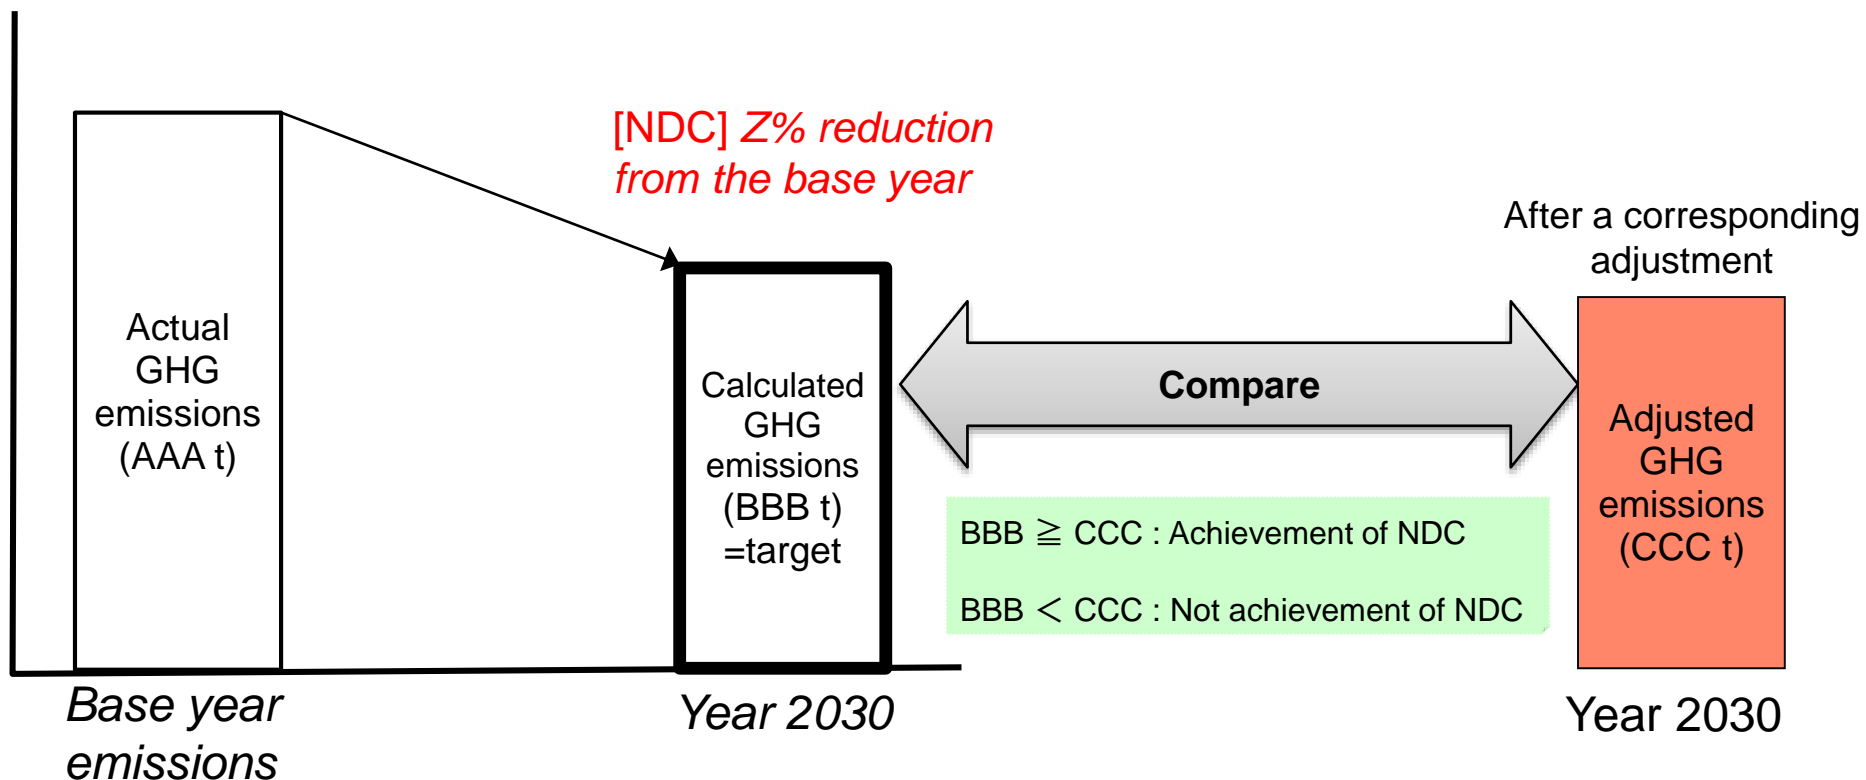 [NDC] Z% reduction
from the base year
After a corresponding
adjustment
Actual
GHG
emissions
(AAA t)
Calculated
GHG
emissions
(BBB t)
=target
Compare
Adjusted
GHG
emissions
(CCC t)
BBB ≧ CCC : Achievement of NDC
BBB ＜ CCC : Not achievement of NDC
Base year
emissions
Year 2030
Year 2030